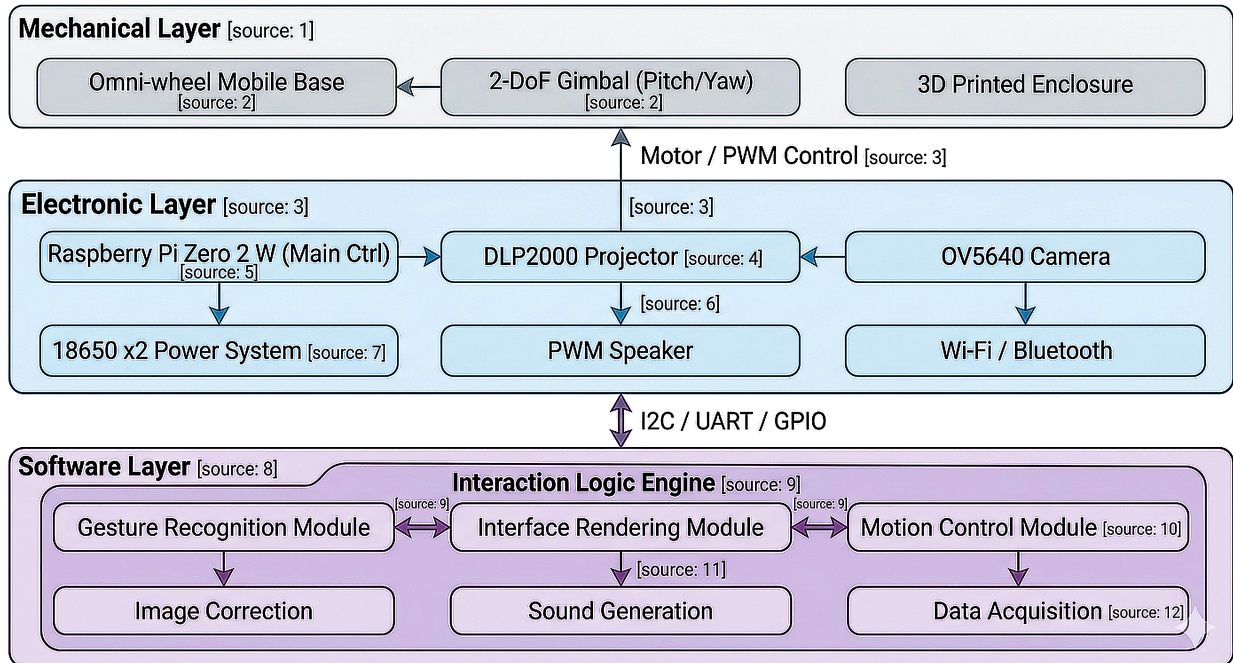 Mechanical Layer [source: 1]
Omni-wheel Mobile Base
[source: 2]
2-DoF Gimbal (Pitch/Yaw)
[source: 2]
3D Printed Enclosure
Motor / PWM Control [source: 3]
Electronic Layer [source: 3]
[source: 3]
Raspberry Pi Zero 2 W (Main Ctrl)
[source: 5]
DLP2000 Projector [source: 4]
OV5640 Camera
[source: 6]
18650 x2 Power System [source: 7]
PWM Speaker
Wi-Fi / Bluetooth
I2C / UART / GPIO
Software Layer [source: 8]
Interaction Logic Engine [source: 9]
[source: 9]
[source: 9]
Gesture Recognition Module
Interface Rendering Module
Motion Control Module [source: 10]
[source: 11]
Image Correction
Sound Generation
Data Acquisition [source: 12]